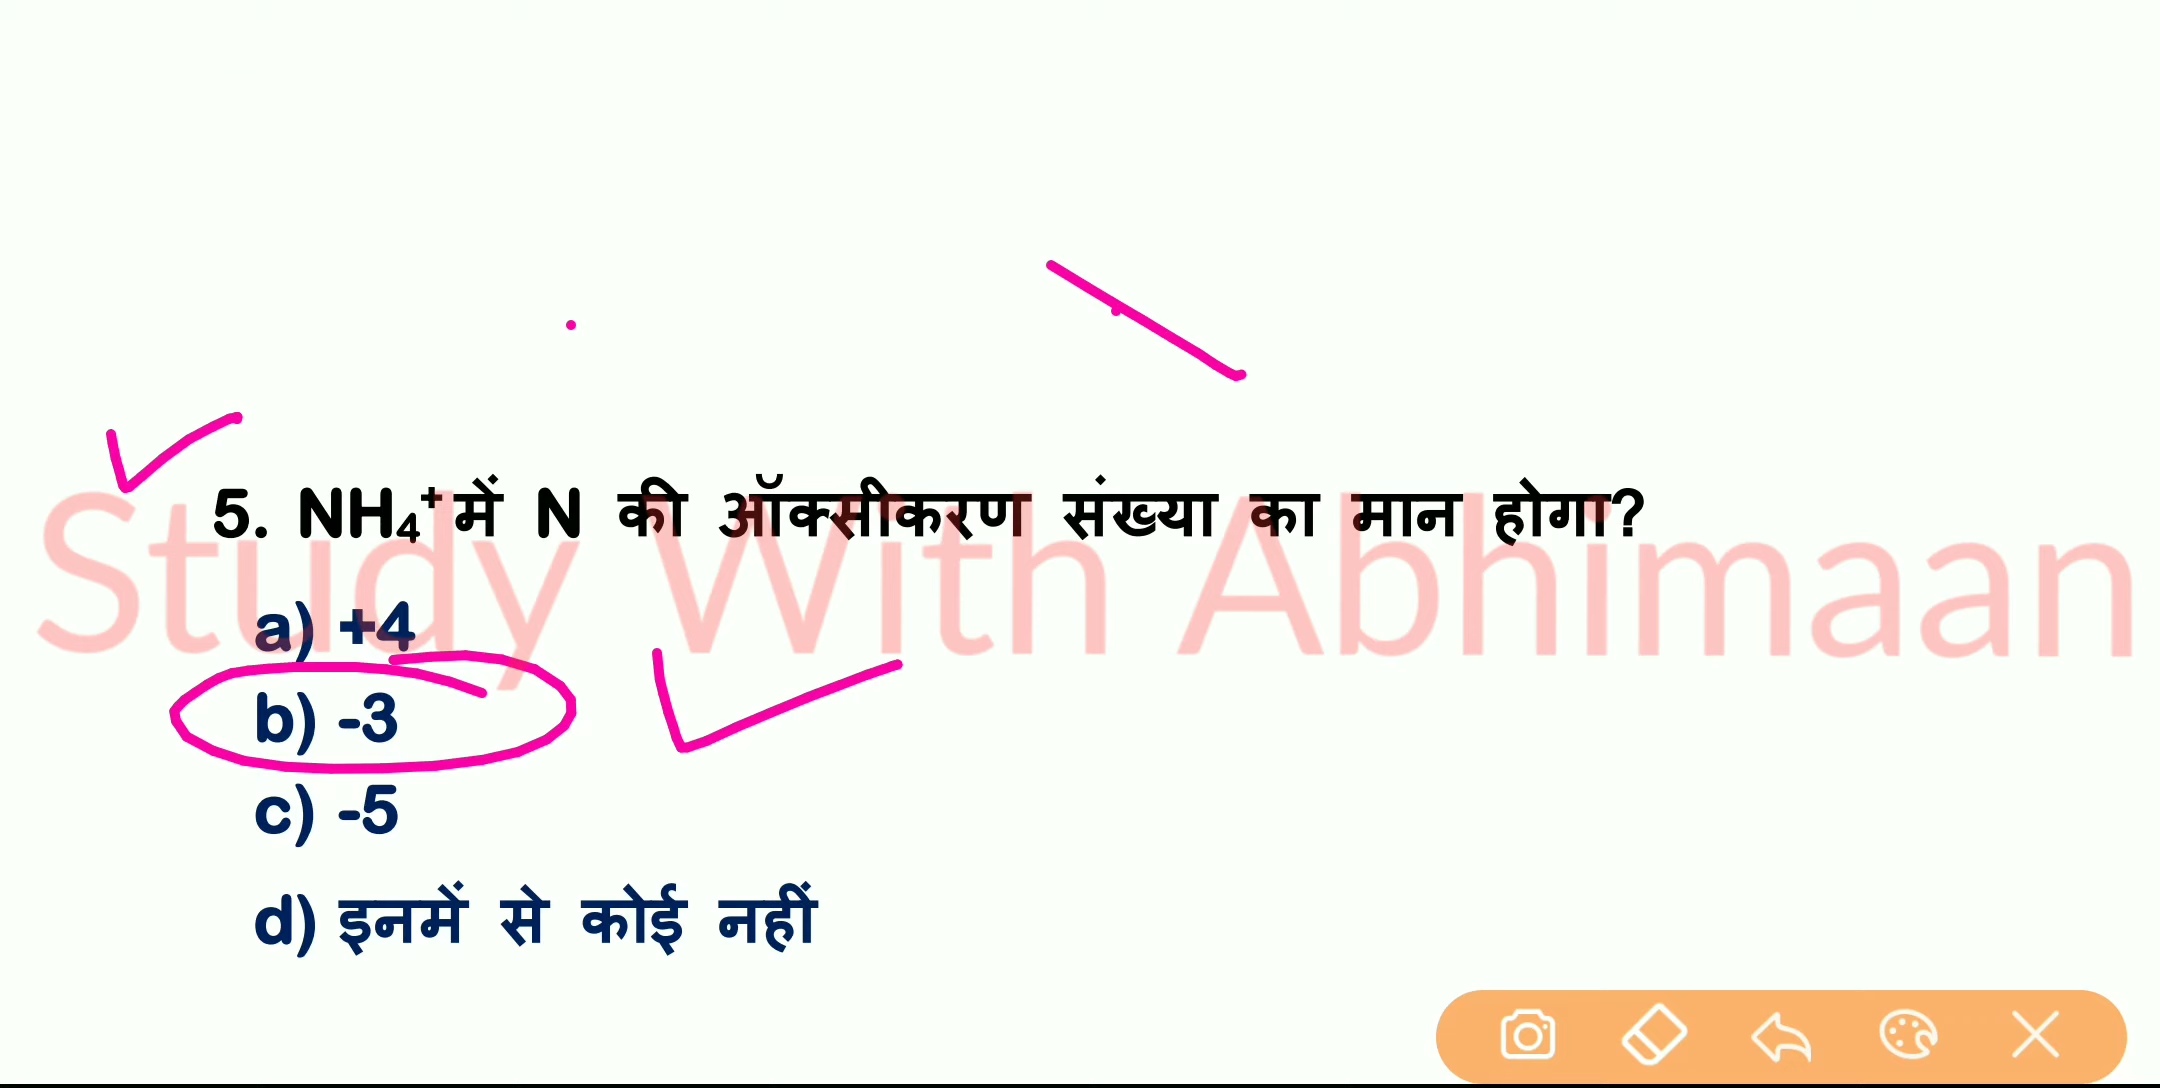 5. NH₄⁺ में N की ऑक्सीकरण संख्या का मान होगा?
Study With Abhimaan
a) +4
b) -3
c) -5
d) इनमें से कोई नहीं